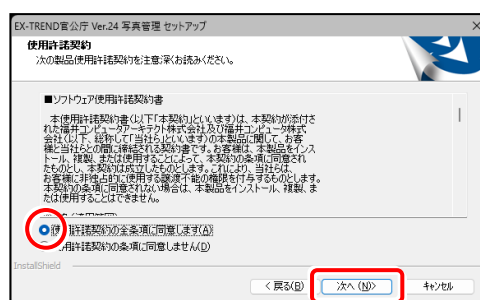 EX-TREND官公庁 Ver.24 写真管理 セットアップ
使用許諾契約
次の製品使用許諾契約を注意深くお読みください。
■ソフトウェア使用許諾契約書
本使用許諾契約書(以下「本契約」といいます)は、本契約が添付さ
れた福井コンピュータアーキテクト株式会社及び福井コンピュータ株式
会社(以下、総称して「当社ら」といいます)の本製品に関して、お客
様と当社らとの間に締結される契約書です。お客様は、本製品をインス
トール、複製、または使用することによって、本契約の条項に同意され
たものとし、本契約は成立したものとします。これにより、当社らは、
お客様に非独占的に使用する譲渡不能の権限を付与するものとします。
本契約の条項に同意されない場合は、本製品をインストール、複製、ま
たは使用することはできません。
使用許諾契約の全条項に同意します(A)
使用許諾契約の条項に同意しません(D)
InstallShield
< 戻る(B)
次へ (N)>
キャンセル